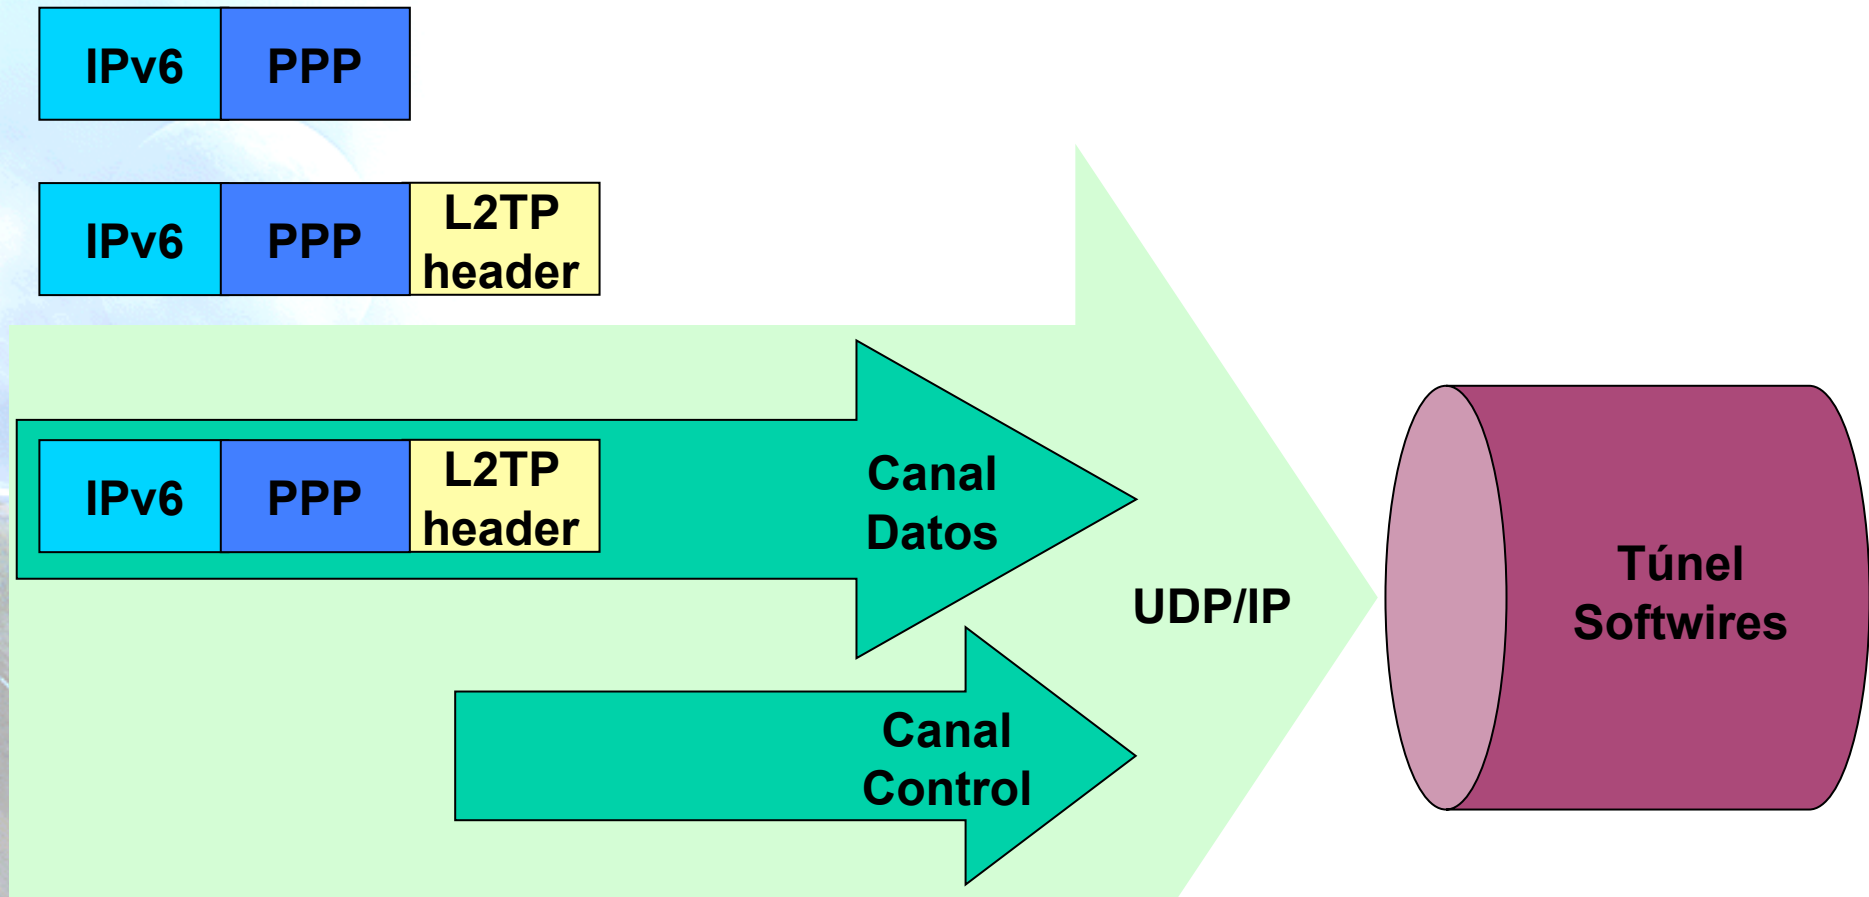 IPv6 PPP
IPv6 PPP L2TP
header
IPv6 PPP L2TP
header
Canal
Datos
UDP/IP
Túnel
Softwires
Canal
Control